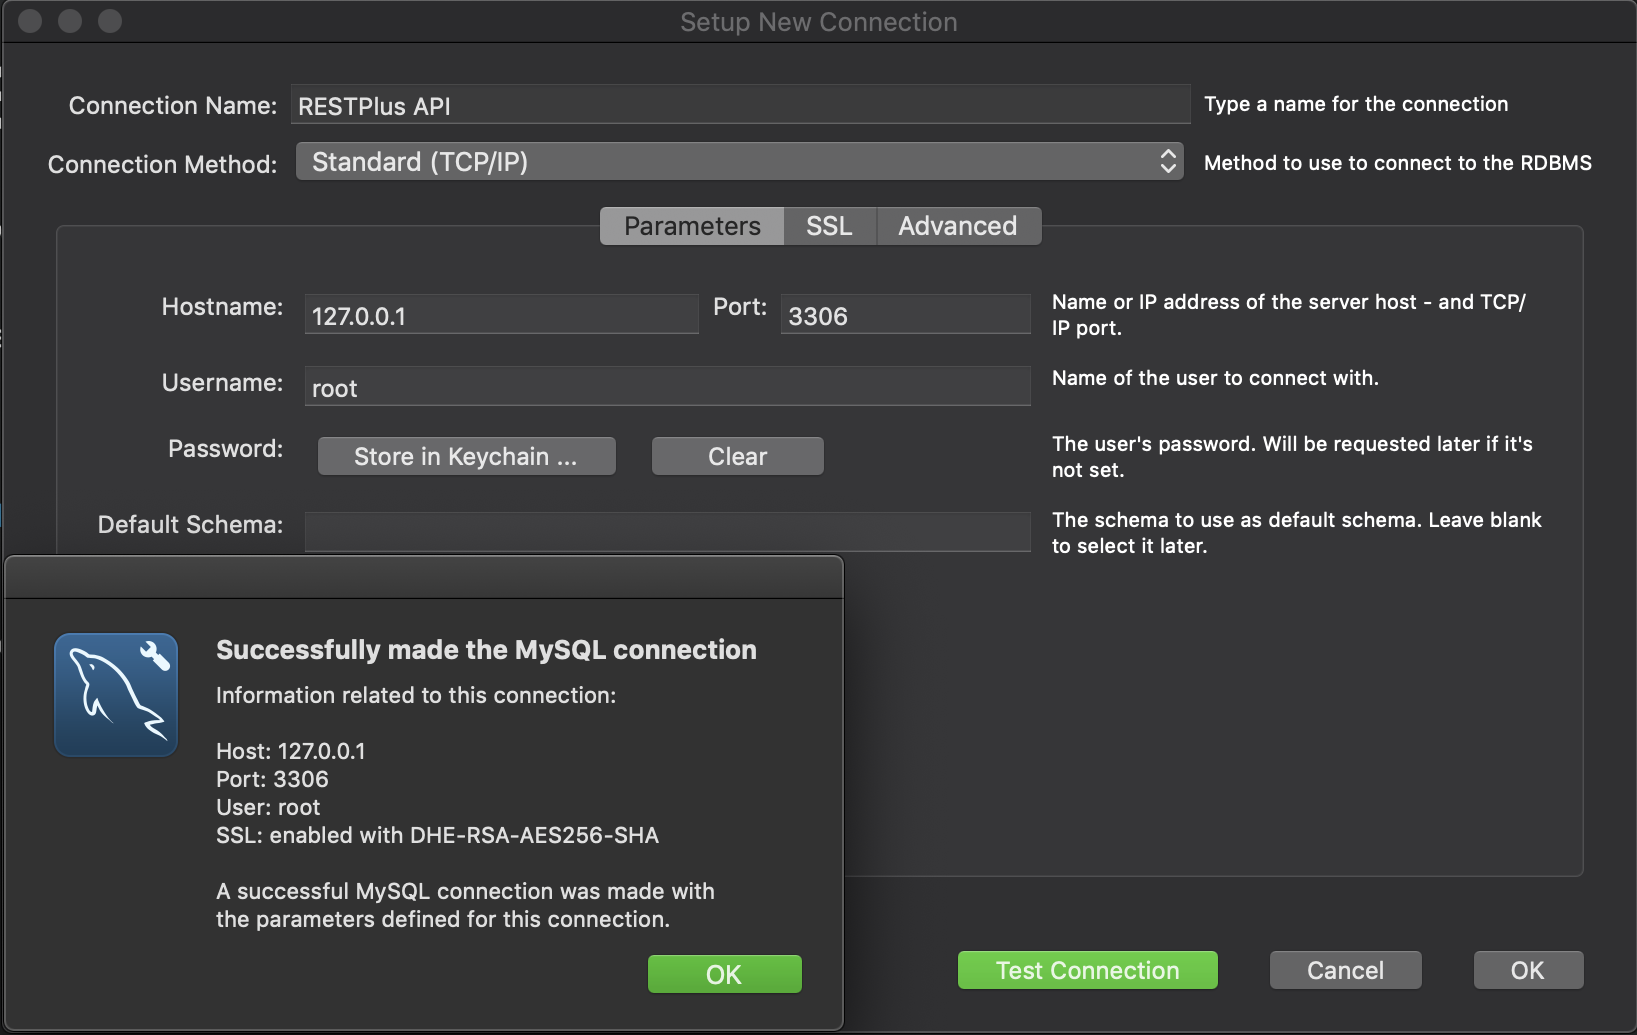 Setup New Connection
Connection Name: RESTPlus API Type a name for the connection
Connection Method: Standard (TCP/IP) Method to use to connect to the RDBMS
Parameters SSL Advanced
Hostname: 127.0.0.1 Port: 3306 Name or IP address of the server host - and TCP/
IP port.
Username: root Name of the user to connect with.
Password: Store in Keychain ... Clear The user's password. Will be requested later if it's
not set.
Default Schema: The schema to use as default schema. Leave blank
to select it later.
Successfully made the MySQL connection
Information related to this connection:
Host: 127.0.0.1
Port: 3306
User: root
SSL: enabled with DHE-RSA-AES256-SHA
A successful MySQL connection was made with
the parameters defined for this connection.
OK
Test Connection Cancel OK